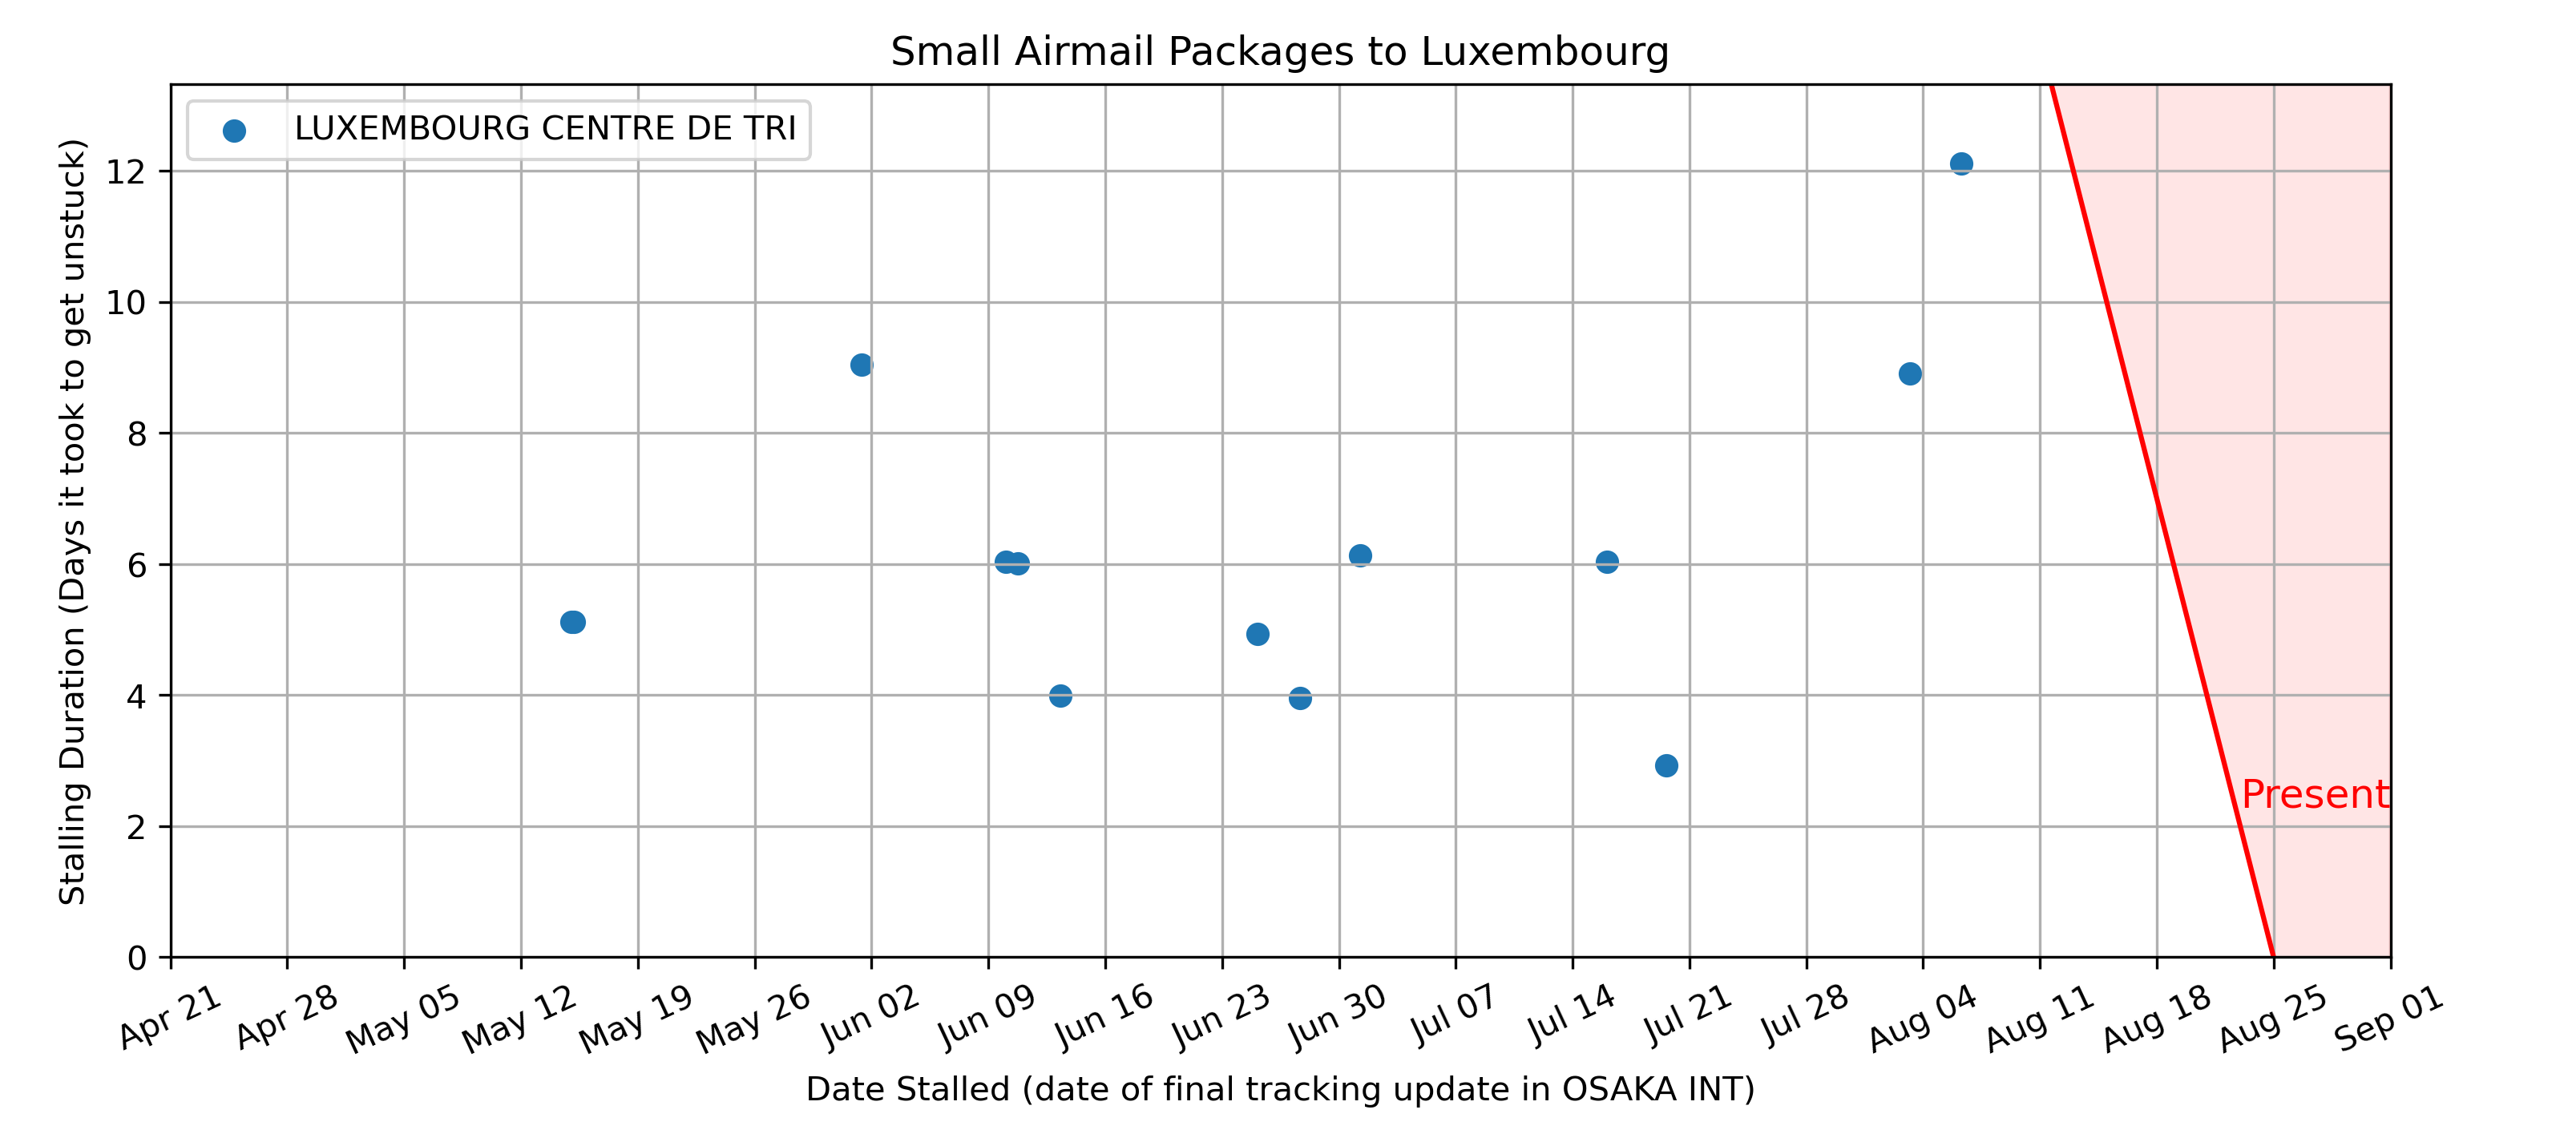 Small Airmail Packages to Luxembourg
LUXEMBOURG CENTRE DE TRI
Stalling Duration (Days it took to get unstuck)
12
10
8
6
4
2
0
Present
Apr 21
Apr 28
May 05
May 12
May 19
May 26
Jun 02
Jun 09
Jun 16
Jun 23
Jun 30
Jul 07
Jul 14
Jul 21
Jul 28
Aug 04
Aug 11
Aug 18
Aug 25
Sep 01
Date Stalled (date of final tracking update in OSAKA INT)